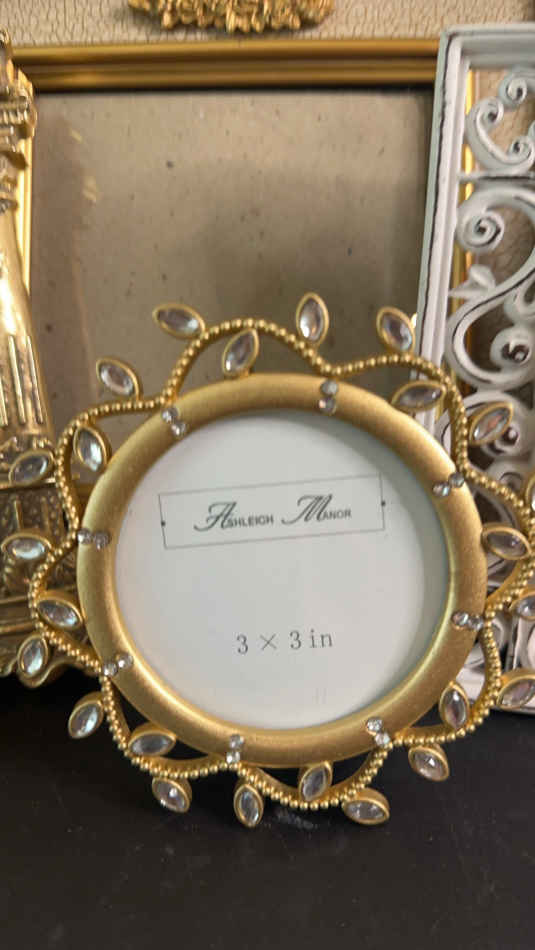 Ashleigh Manor
3 × 3 in